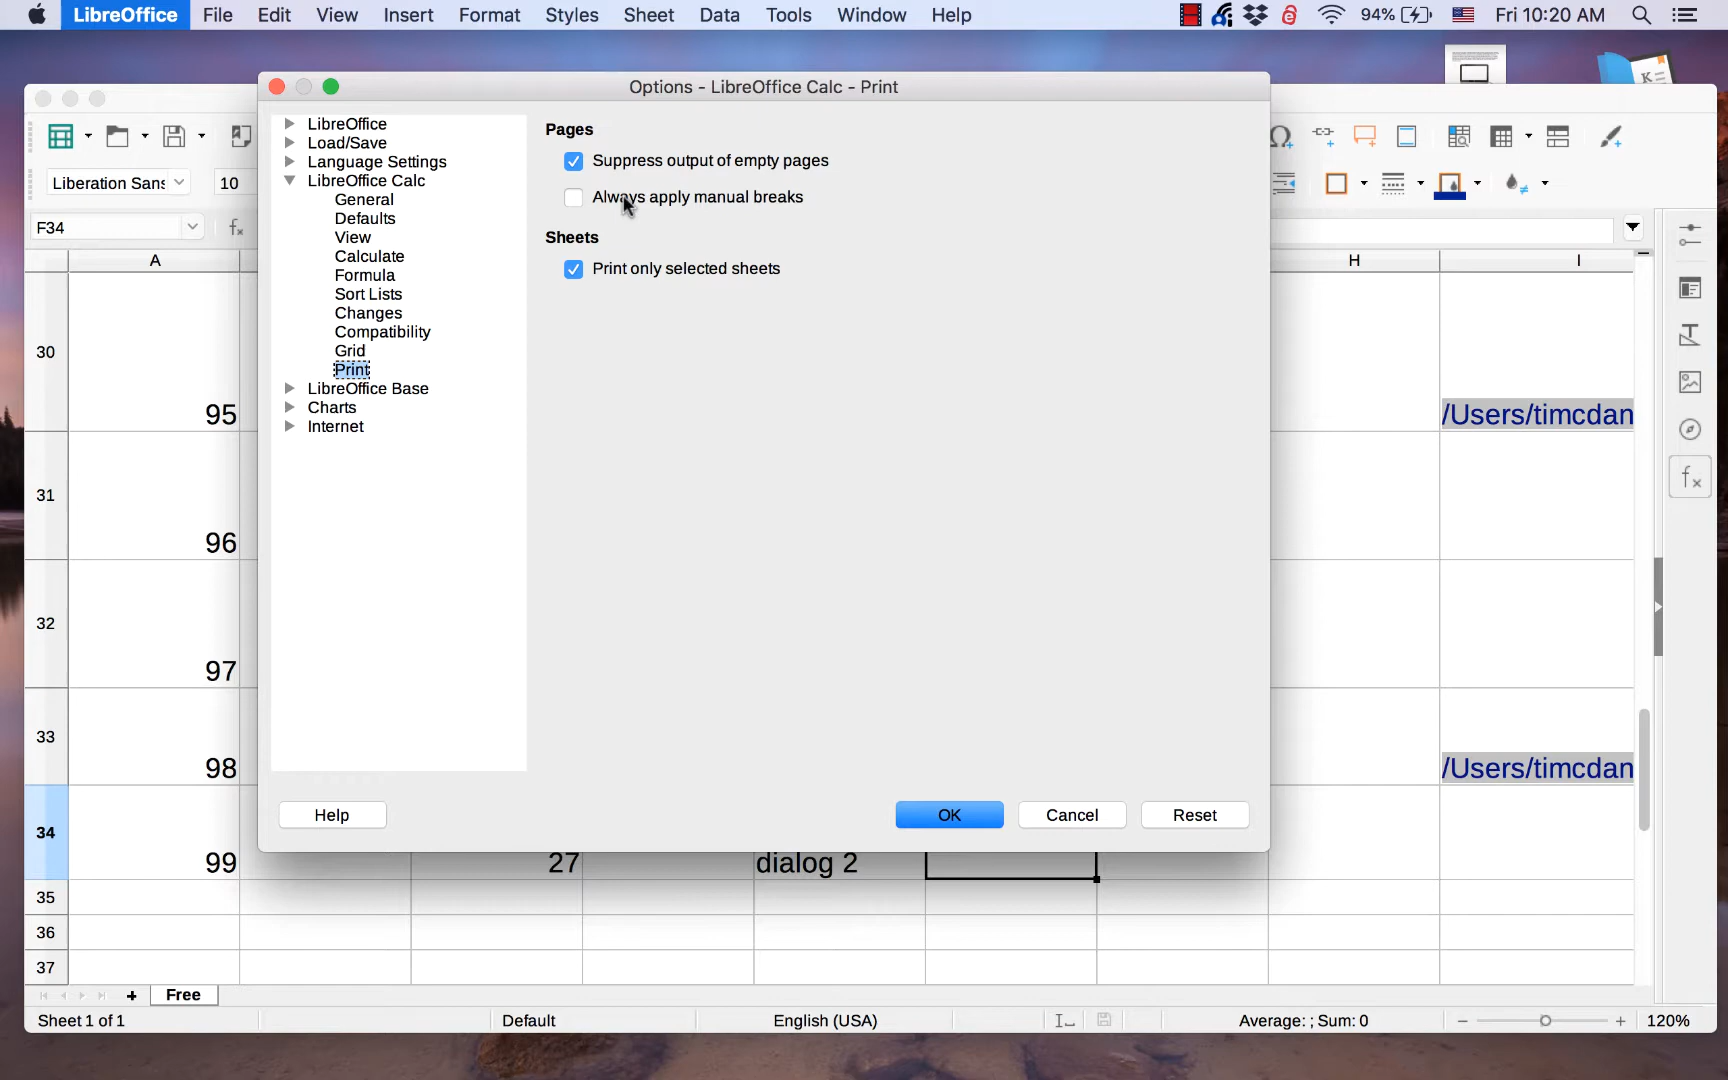 LibreOffice File Edit View Insert Format Styles Sheet Data Tools Window Help 94% Fri 10:20 AM
Options - LibreOffice Calc - Print
LibreOffice
Load/Save
Language Settings
LibreOffice Calc
General
Defaults
View
Calculate
Formula
Sort Lists
Changes
Compatibility
Grid
Print
LibreOffice Base
Charts
Internet
Pages
Suppress output of empty pages
Always apply manual breaks
Sheets
Print only selected sheets
Help OK Cancel Reset
Liberation Sans 10
F34 fx
A H I
30 95 /Users/timcdan
31 96
32 97
33 98 /Users/timcdan
34 99 27 dialog 2
35
36
37
Free
Sheet 1 of 1 Default English (USA) Average: ; Sum: 0 120%